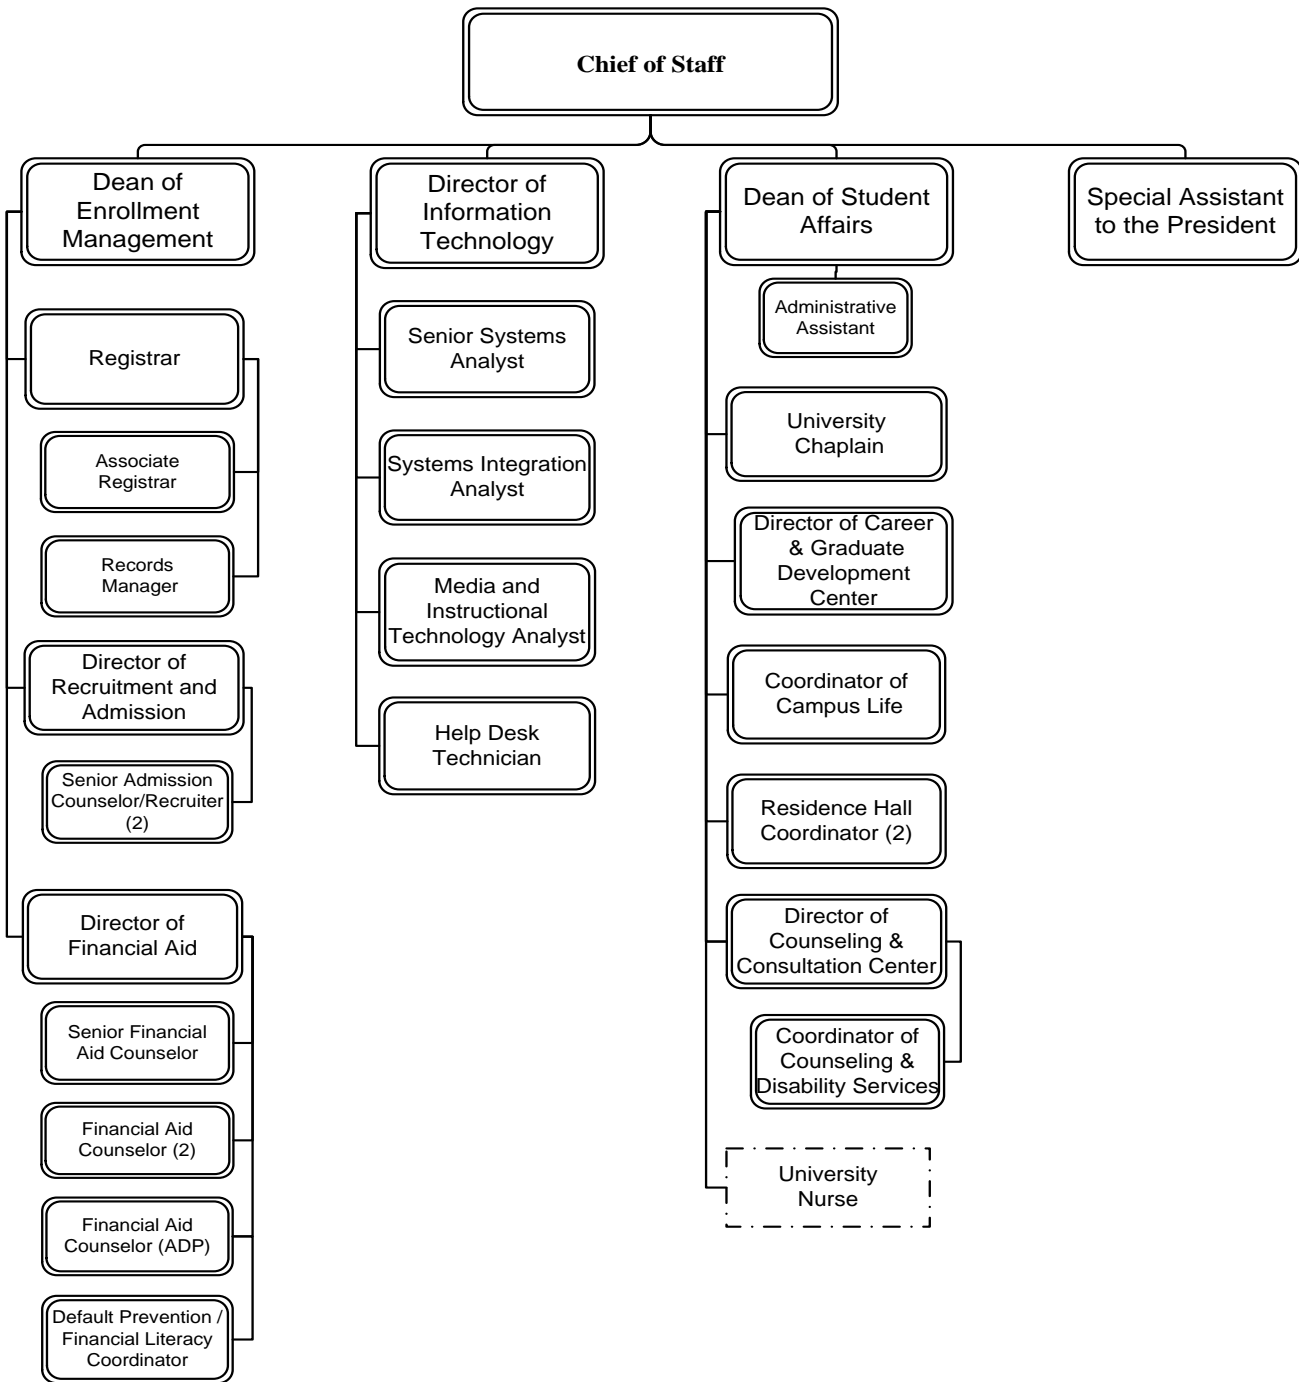 Chief of Staff
Dean of
Enrollment
Management
Director of
Information
Technology
Dean of Student
Affairs
Special Assistant
to the President
Registrar
Associate
Registrar
Records
Manager
Director of
Recruitment and
Admission
Senior Admission
Counselor/Recruiter
(2)
Director of
Financial Aid
Senior Financial
Aid Counselor
Financial Aid
Counselor (2)
Financial Aid
Counselor (ADP)
Default Prevention /
Financial Literacy
Coordinator
Senior Systems
Analyst
Systems Integration
Analyst
Media and
Instructional
Technology Analyst
Help Desk
Technician
Administrative
Assistant
University
Chaplain
Director of Career
& Graduate
Development
Center
Coordinator of
Campus Life
Residence Hall
Coordinator (2)
Director of
Counseling &
Consultation Center
Coordinator of
Counseling &
Disability Services
University
Nurse